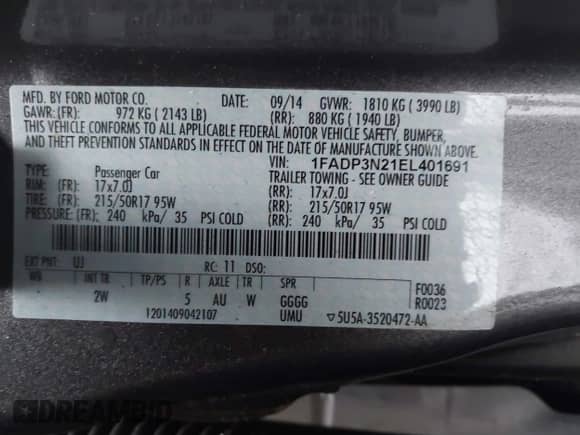 MFD. BY FORD MOTOR CO. DATE: 09/14 GVWR: 1810 KG ( 3990 LB)
GAWR: (FR): 972 KG ( 2143 LB) (RR): 880 KG ( 1940 LB)
THIS VEHICLE CONFORMS TO ALL APPLICABLE FEDERAL MOTOR VEHICLE SAFETY, BUMPER,
AND THEFT PREVENTION STANDARDS IN EFFECT ON THE DATE OF MANUFACTURE SHOWN ABOVE
VIN: 1FADP3N21EL401691
TYPE: Passenger Car TRAILER TOWING - SEE OWNER GUIDE
RIM: (FR): 17x7.0J (RR): 17x7.0J
TIRE: (FR): 215/50R17 95W (RR): 215/50R17 95W
PRESSURE: (FR): 240 kPa/ 35 PSI COLD (RR): 240 kPa/ 35 PSI COLD
EXT PNT: UJ RC: 11 DSO:
WB INT TR TP/PS R AXLE TR SPR F0036
2W 5 AU W GGGG R0023
1201409042107 UMU ▽5U5A-3520472-AA
DREAMBID